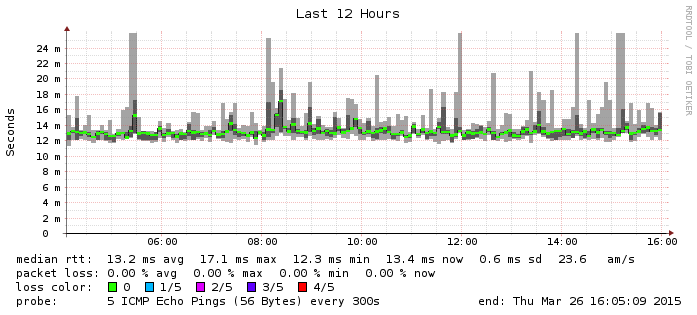 Last 12 Hours
RRDTOOL / TOBI OETIKER
Seconds
24 m
22 m
20 m
18 m
16 m
14 m
12 m
10 m
8 m
6 m
4 m
2 m
0
06:00 08:00 10:00 12:00 14:00 16:00
median rtt: 13.2 ms avg 17.1 ms max 12.3 ms min 13.4 ms now 0.6 ms sd 23.6 am/s
packet loss: 0.00 % avg 0.00 % max 0.00 % min 0.00 % now
loss color: 0 1/5 2/5 3/5 4/5
probe: 5 ICMP Echo Pings (56 Bytes) every 300s end: Thu Mar 26 16:05:09 2015